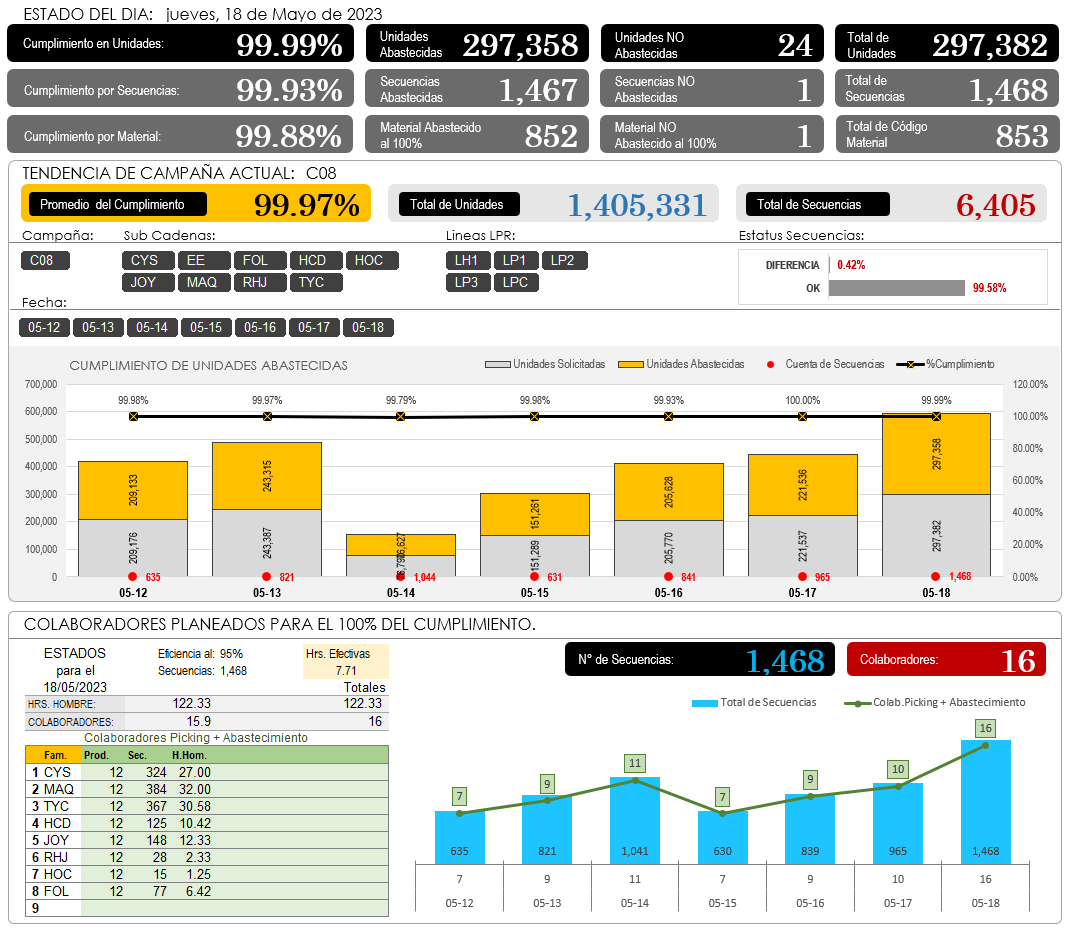 ESTADO DEL DIA: jueves, 18 de Mayo de 2023
Cumplimiento en Unidades: 99.99%
Unidades Abastecidas 297,358
Unidades NO Abastecidas 24
Total de Unidades 297,382
Cumplimiento por Secuencias: 99.93%
Secuencias Abastecidas 1,467
Secuencias NO Abastecidas 1
Total de Secuencias 1,468
Cumplimiento por Material: 99.88%
Material Abastecido al 100% 852
Material NO Abastecido al 100% 1
Total de Código Material 853
TENDENCIA DE CAMPAÑA ACTUAL: C08
Promedio del Cumplimiento 99.97%
Total de Unidades 1,405,331
Total de Secuencias 6,405
Campaña: Sub Cadenas: Lineas LPR: Estatus Secuencias:
C08
CYS EE FOL HCD HOC
JOY MAQ RHJ TYC
LH1 LP1 LP2
LP3 LPC
DIFERENCIA 0.42%
OK 99.58%
Fecha:
05-12 05-13 05-14 05-15 05-16 05-17 05-18
CUMPLIMIENTO DE UNIDADES ABASTECIDAS
Unidades Solicitadas Unidades Abastecidas Cuenta de Secuencias %Cumplimiento
700,000
600,000
500,000
400,000
300,000
200,000
100,000
0
120.00%
100.00%
80.00%
60.00%
40.00%
20.00%
0.00%
99.98% 99.97% 99.79% 99.98% 99.93% 100.00% 99.99%
209,133 243,315 76,627 151,261 205,628 221,536 297,358
209,176 243,387 151,289 205,770 221,537 297,382
635 821 1,044 631 841 965 1,468
05-12 05-13 05-14 05-15 05-16 05-17 05-18
COLABORADORES PLANEADOS PARA EL 100% DEL CUMPLIMIENTO.
ESTADOS
para el
18/05/2023
Eficiencia al: 95%
Secuencias: 1,468
Hrs. Efectivas
7.71
Totales
HRS. HOMBRE: 122.33 122.33
COLABORADORES: 15.9 16
Colaboradores Picking + Abastecimiento
Fam. Prod. Sec. H.Hom.
1 CYS 12 324 27.00
2 MAQ 12 384 32.00
3 TYC 12 367 30.58
4 HCD 12 125 10.42
5 JOY 12 148 12.33
6 RHJ 12 28 2.33
7 HOC 12 15 1.25
8 FOL 12 77 6.42
9
N° de Secuencias: 1,468
Colaboradores: 16
Total de Secuencias Colab.Picking + Abastecimiento
7 9 11 7 9 10 16
635 821 1,041 630 839 965 1,468
7 9 11 7 9 10 16
05-12 05-13 05-14 05-15 05-16 05-17 05-18